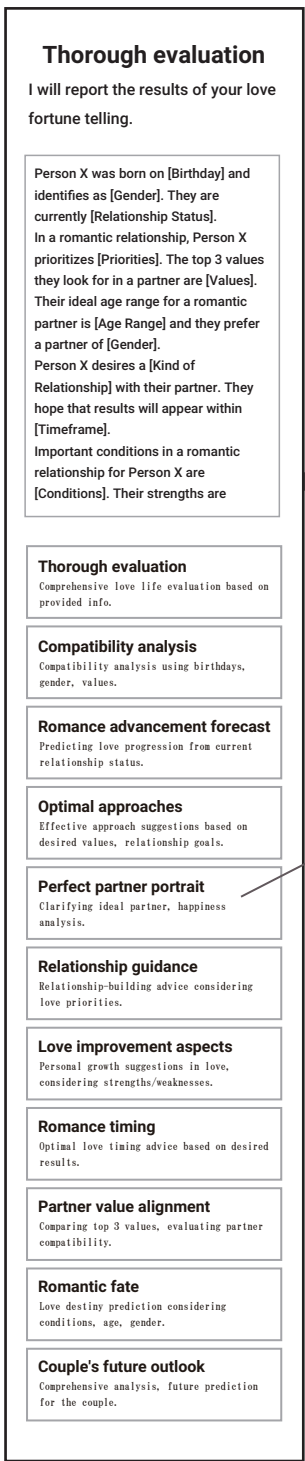 Thorough evaluation
I will report the results of your love
fortune telling.
Person X was born on [Birthday] and
identifies as [Gender]. They are
currently [Relationship Status].
In a romantic relationship, Person X
prioritizes [Priorities]. The top 3 values
they look for in a partner are [Values].
Their ideal age range for a romantic
partner is [Age Range] and they prefer
a partner of [Gender].
Person X desires a [Kind of
Relationship] with their partner. They
hope that results will appear within
[Timeframe].
Important conditions in a romantic
relationship for Person X are
[Conditions]. Their strengths are
Thorough evaluation
Comprehensive love life evaluation based on
provided info.
Compatibility analysis
Compatibility analysis using birthdays,
gender, values.
Romance advancement forecast
Predicting love progression from current
relationship status.
Optimal approaches
Effective approach suggestions based on
desired values, relationship goals.
Perfect partner portrait
Clarifying ideal partner, happiness
analysis.
Relationship guidance
Relationship-building advice considering
love priorities.
Love improvement aspects
Personal growth suggestions in love,
considering strengths/weaknesses.
Romance timing
Optimal love timing advice based on desired
results.
Partner value alignment
Comparing top 3 values, evaluating partner
compatibility.
Romantic fate
Love destiny prediction considering
conditions, age, gender.
Couple's future outlook
Comprehensive analysis, future prediction
for the couple.